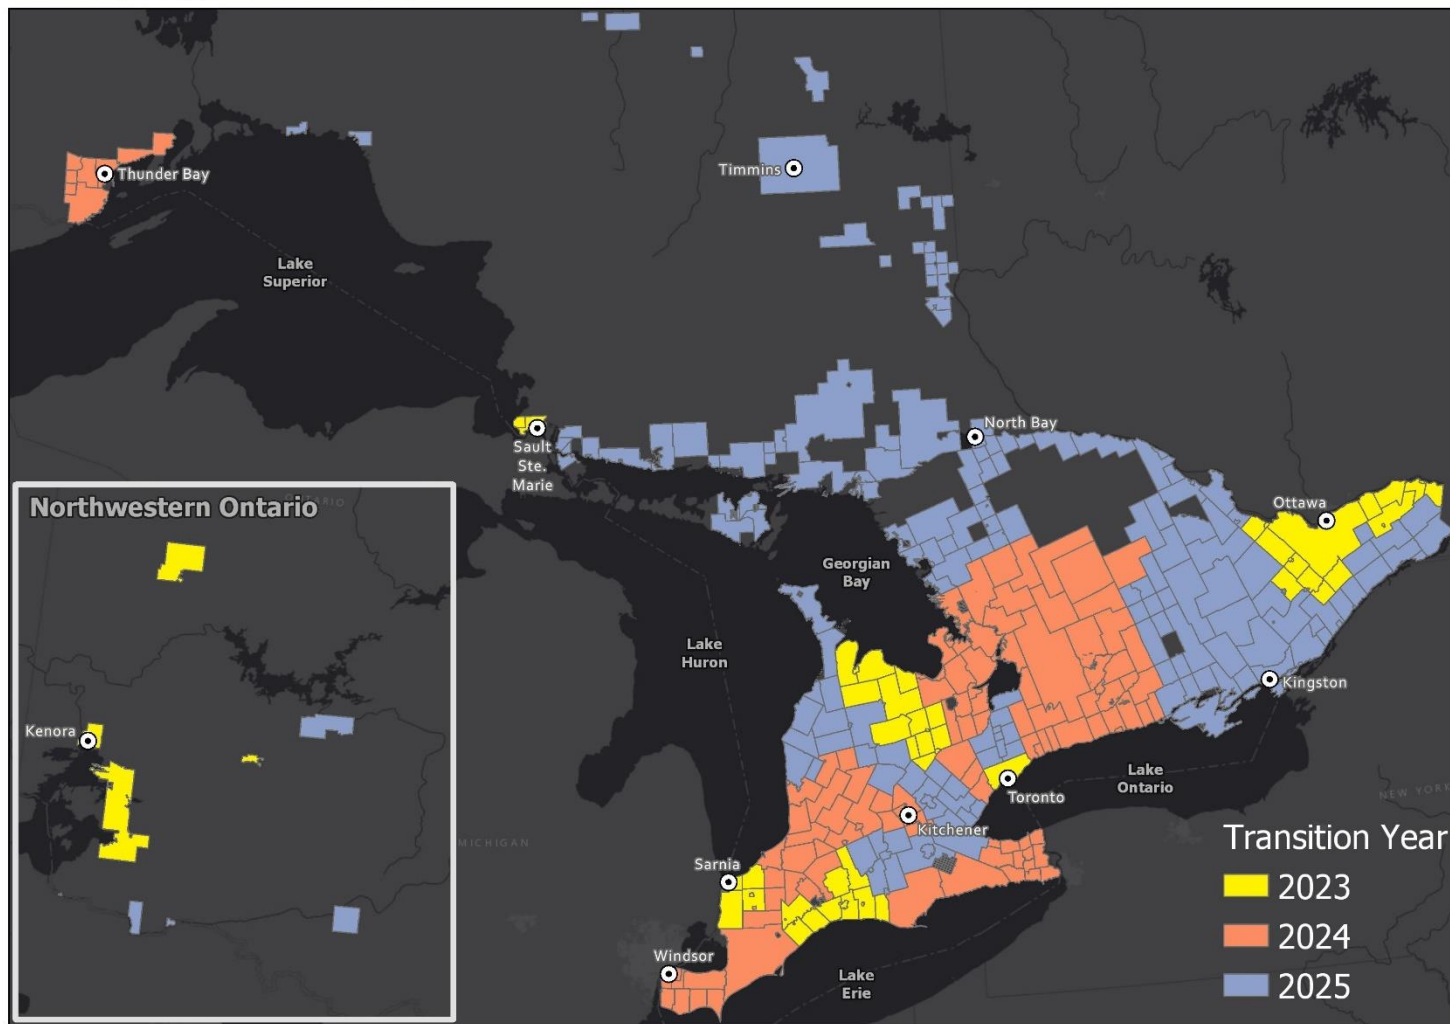 Thunder Bay
Timmins
Lake
Superior
North Bay
Sault
Ste.
Marie
Northwestern Ontario
ONTARIO
Ottawa
Georgian
Bay
Lake
Huron
Kingston
Kenora
Lake
Ontario
Toronto
NEW YORK
Kitchener
MICHIGAN
Sarnia
Windsor
Lake
Erie
Transition Year
2023
2024
2025